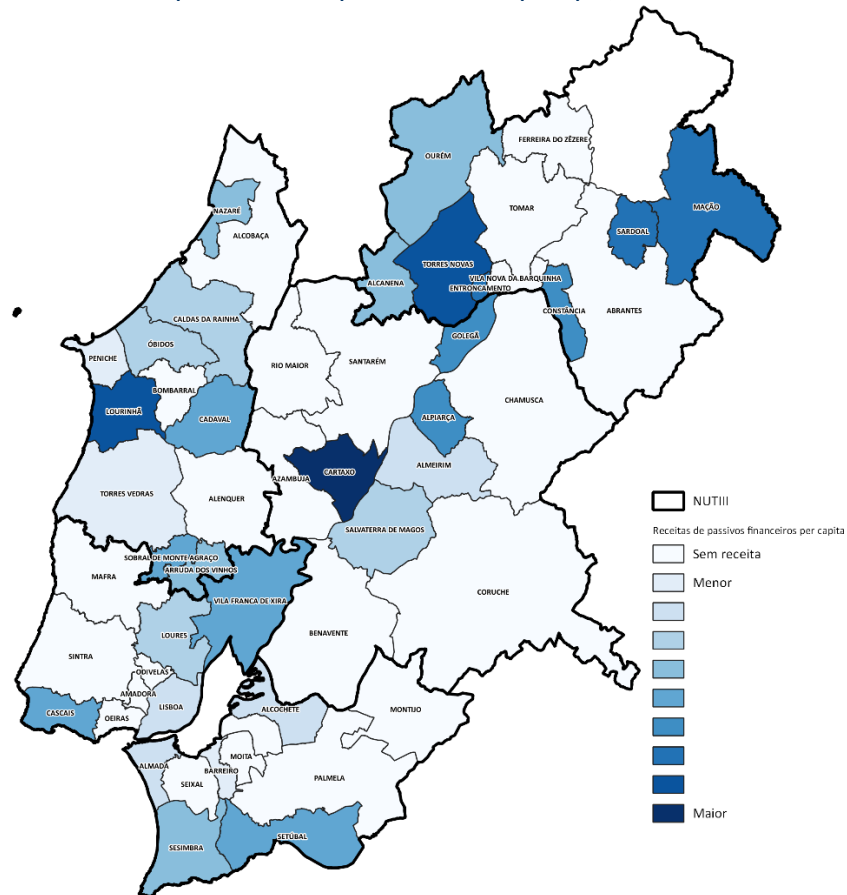 FERREIRA DO ZÊZERE
OURÉM
TOMAR
MAÇÃO
NAZARÉ
SARDOAL
ALCOBAÇA
TORRES NOVAS
VILA NOVA DA BARQUINHA
ALCANENA
ENTRONCAMENTO
CONSTÂNCIA
ABRANTES
CALDAS DA RAINHA
GOLEGÃ
ÓBIDOS
PENICHE
SANTARÉM
RIO MAIOR
BOMBARRAL
CHAMUSCA
LOURINHÃ
CADAVAL
ALPIARÇA
ALMEIRIM
CARTAXO
AZAMBUJA
TORRES VEDRAS
ALENQUER
NUTIII
SALVATERRA DE MAGOS
Receitas de passivos financeiros per capita
Sem receita
SOBRAL DE MONTE AGRAÇO
ARRUDA DOS VINHOS
MAFRA
Menor
CORUCHE
VILA FRANCA DE XIRA
LOURES
BENAVENTE
SINTRA
ODIVELAS
AMADORA
LISBOA
ALCOCHETE
MONTIJO
CASCAIS
OEIRAS
MOITA
ALMADA
BARREIRO
PALMELA
SEIXAL
Maior
SETÚBAL
SESIMBRA